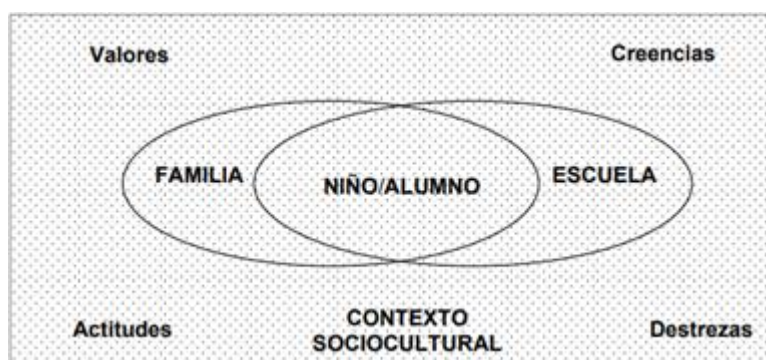 Valores
Creencias
FAMILIA
NIÑO/ALUMNO
ESCUELA
Actitudes
CONTEXTO
SOCIOCULTURAL
Destrezas